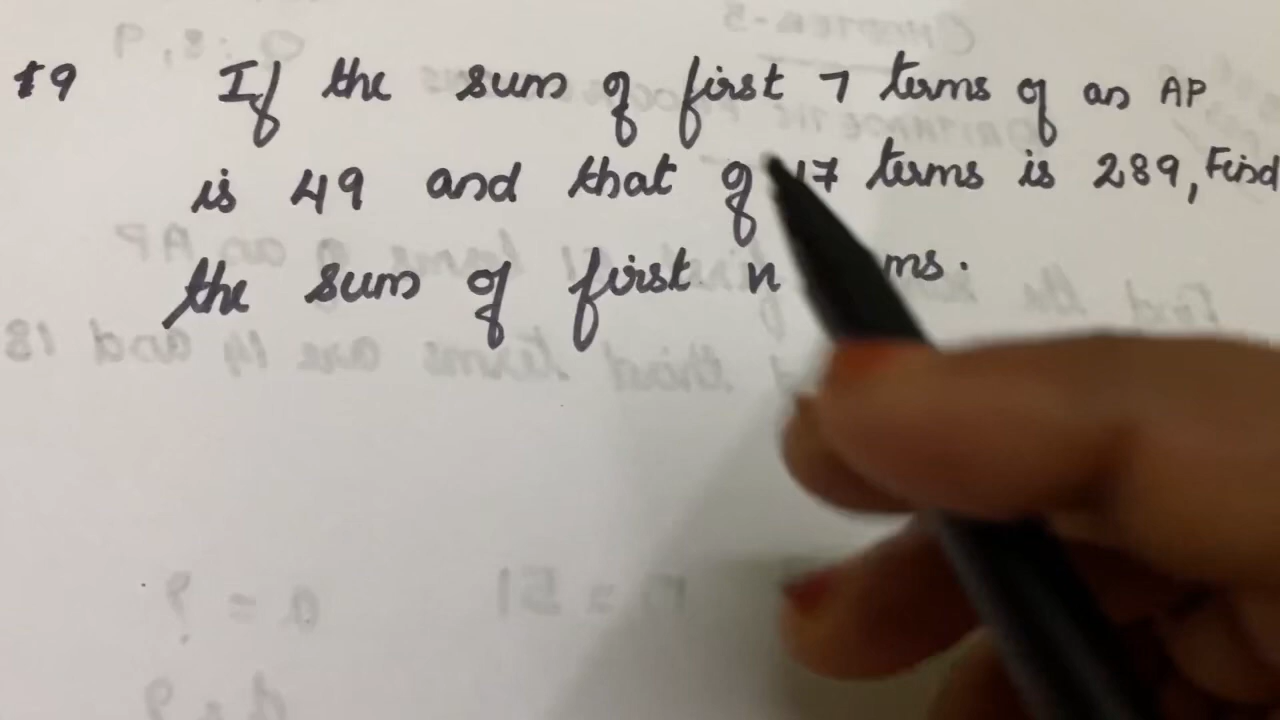 9 If the sum of first 7 terms of an AP
is 49 and that of 17 terms is 289, Find
the sum of first n ms.